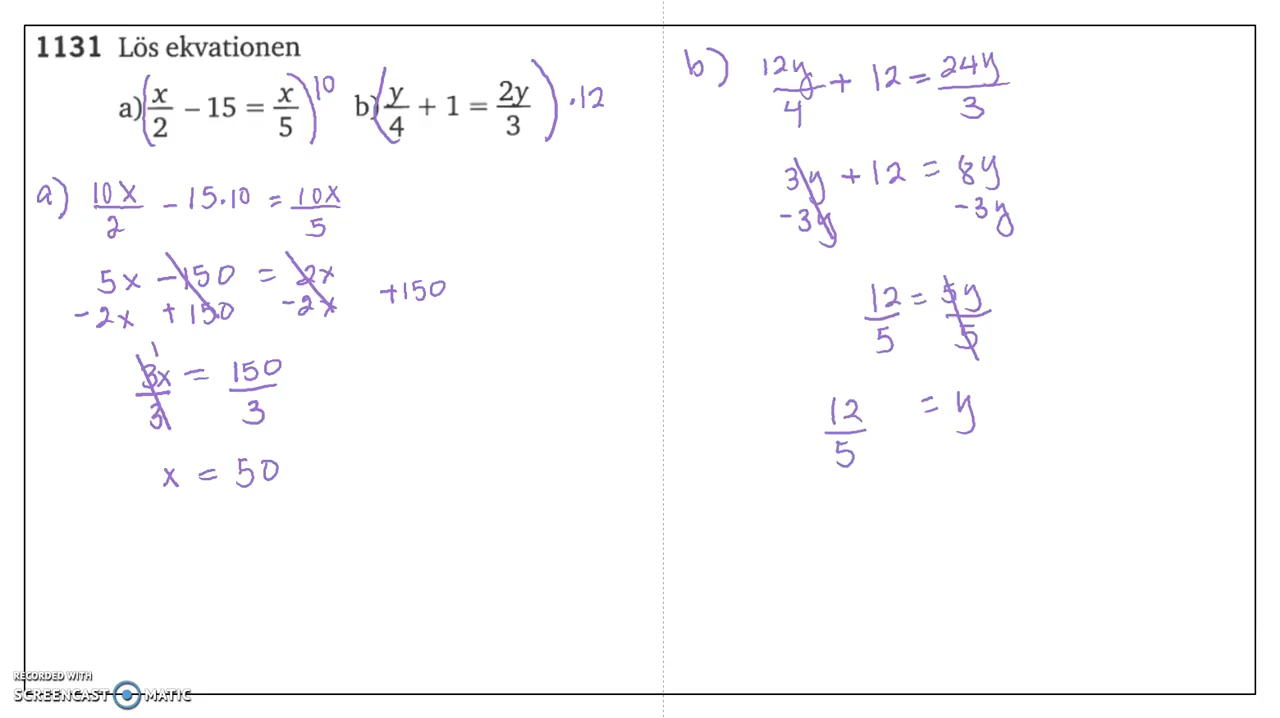 1131 Lös ekvationen
a) (x/2 − 15 = x/5) 10 b) (y/4 + 1 = 2y/3) · 12
a) 10x/2 − 15·10 = 10x/5
5x − 150 = 2x
−2x + 150 −2x +150
3x/3 = 150/3
1
x = 50
b) 12y/4 + 12 = 24y/3
3y + 12 = 8y
−3y −3y
12/5 = 5y/5
12/5 = y
RECORDED WITH
SCREENCAST MATIC